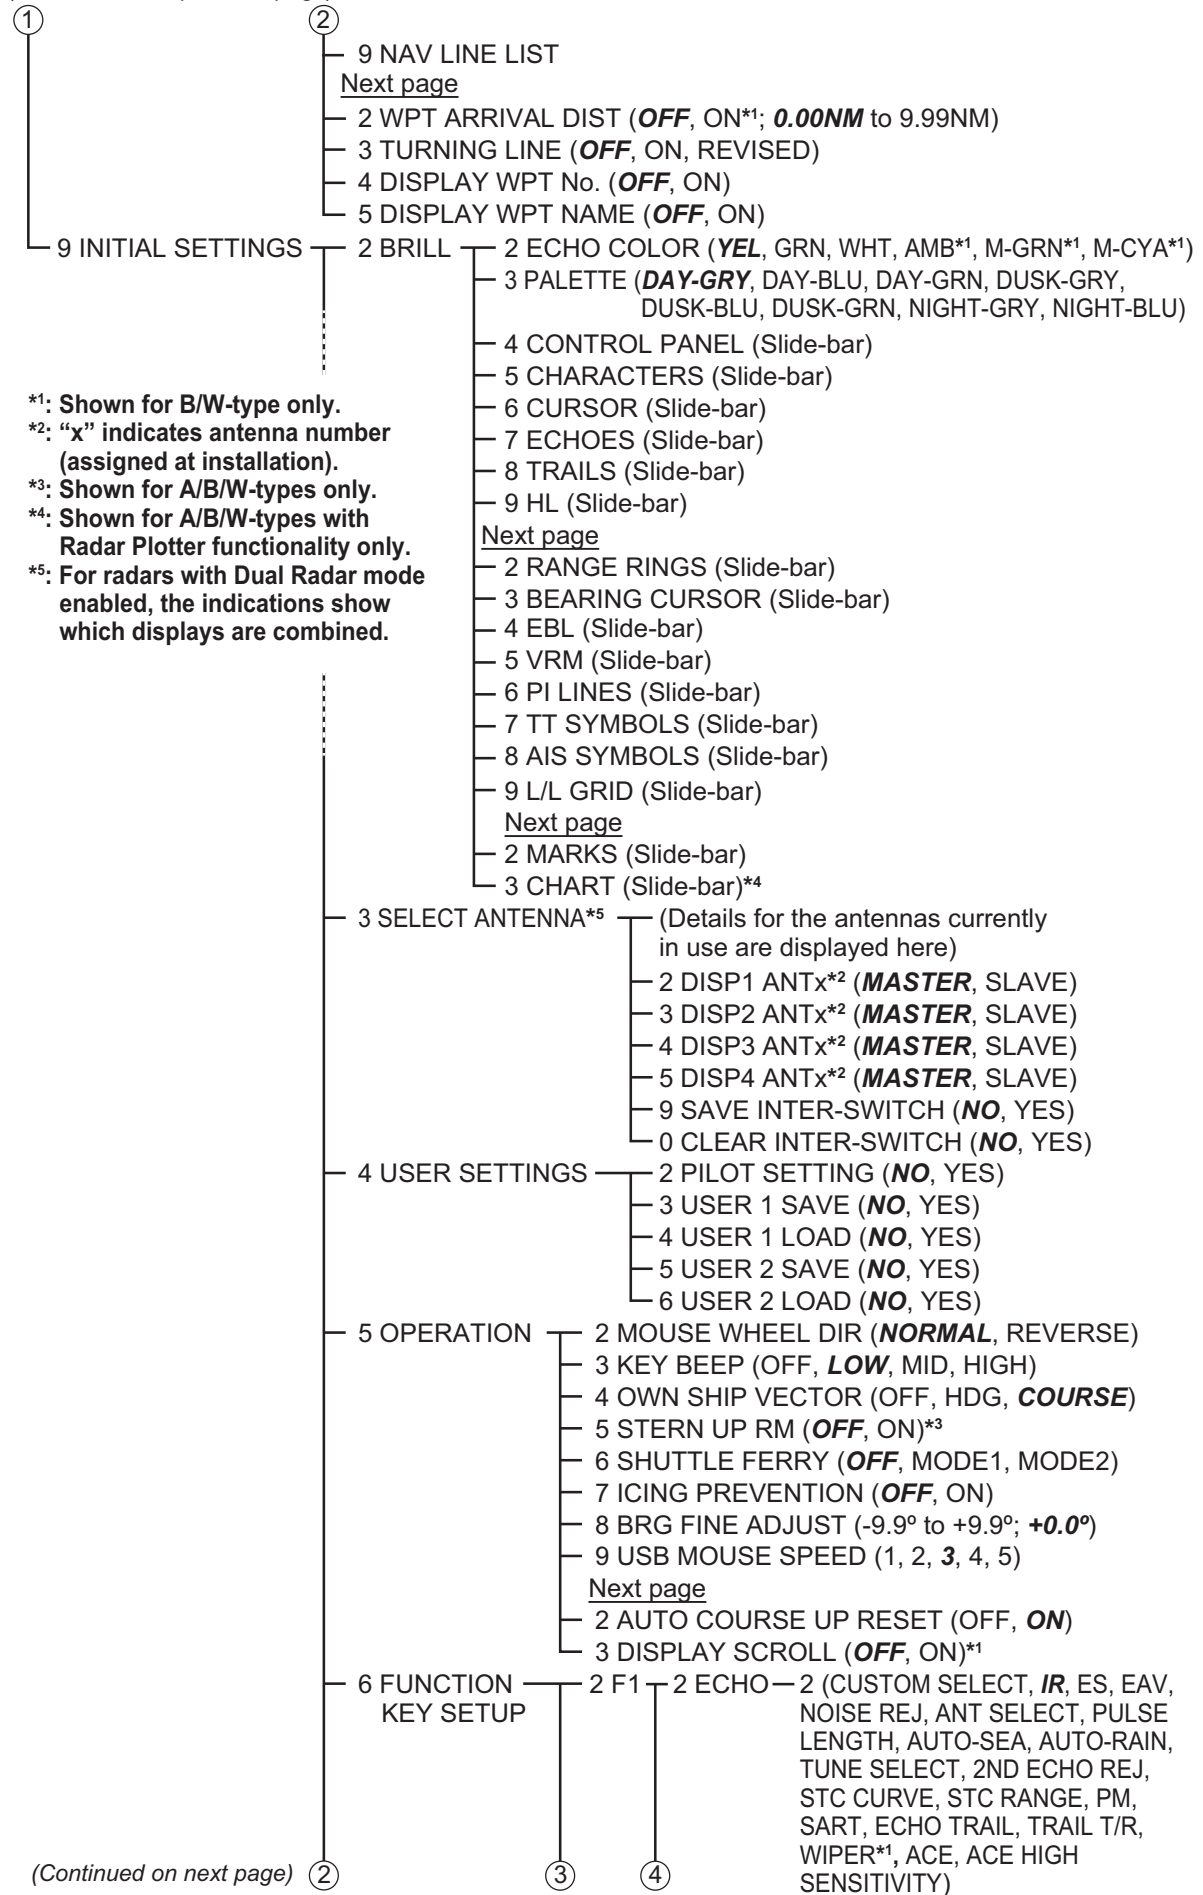 ① ②
9 NAV LINE LIST
Next page
2 WPT ARRIVAL DIST (OFF, ON*1; 0.00NM to 9.99NM)
3 TURNING LINE (OFF, ON, REVISED)
4 DISPLAY WPT No. (OFF, ON)
5 DISPLAY WPT NAME (OFF, ON)
9 INITIAL SETTINGS 2 BRILL 2 ECHO COLOR (YEL, GRN, WHT, AMB*1, M-GRN*1, M-CYA*1)
3 PALETTE (DAY-GRY, DAY-BLU, DAY-GRN, DUSK-GRY,
DUSK-BLU, DUSK-GRN, NIGHT-GRY, NIGHT-BLU)
4 CONTROL PANEL (Slide-bar)
5 CHARACTERS (Slide-bar)
6 CURSOR (Slide-bar)
7 ECHOES (Slide-bar)
8 TRAILS (Slide-bar)
9 HL (Slide-bar)
Next page
2 RANGE RINGS (Slide-bar)
3 BEARING CURSOR (Slide-bar)
4 EBL (Slide-bar)
5 VRM (Slide-bar)
6 PI LINES (Slide-bar)
7 TT SYMBOLS (Slide-bar)
8 AIS SYMBOLS (Slide-bar)
9 L/L GRID (Slide-bar)
Next page
2 MARKS (Slide-bar)
3 CHART (Slide-bar)*4
*1: Shown for B/W-type only.
*2: “x” indicates antenna number
(assigned at installation).
*3: Shown for A/B/W-types only.
*4: Shown for A/B/W-types with
Radar Plotter functionality only.
*5: For radars with Dual Radar mode
enabled, the indications show
which displays are combined.
3 SELECT ANTENNA*5 (Details for the antennas currently
in use are displayed here)
2 DISP1 ANTx*2 (MASTER, SLAVE)
3 DISP2 ANTx*2 (MASTER, SLAVE)
4 DISP3 ANTx*2 (MASTER, SLAVE)
5 DISP4 ANTx*2 (MASTER, SLAVE)
9 SAVE INTER-SWITCH (NO, YES)
0 CLEAR INTER-SWITCH (NO, YES)
4 USER SETTINGS 2 PILOT SETTING (NO, YES)
3 USER 1 SAVE (NO, YES)
4 USER 1 LOAD (NO, YES)
5 USER 2 SAVE (NO, YES)
6 USER 2 LOAD (NO, YES)
5 OPERATION 2 MOUSE WHEEL DIR (NORMAL, REVERSE)
3 KEY BEEP (OFF, LOW, MID, HIGH)
4 OWN SHIP VECTOR (OFF, HDG, COURSE)
5 STERN UP RM (OFF, ON)*3
6 SHUTTLE FERRY (OFF, MODE1, MODE2)
7 ICING PREVENTION (OFF, ON)
8 BRG FINE ADJUST (-9.9º to +9.9º; +0.0º)
9 USB MOUSE SPEED (1, 2, 3, 4, 5)
Next page
2 AUTO COURSE UP RESET (OFF, ON)
3 DISPLAY SCROLL (OFF, ON)*1
6 FUNCTION 2 F1 2 ECHO 2 (CUSTOM SELECT, IR, ES, EAV,
KEY SETUP NOISE REJ, ANT SELECT, PULSE
LENGTH, AUTO-SEA, AUTO-RAIN,
TUNE SELECT, 2ND ECHO REJ,
STC CURVE, STC RANGE, PM,
SART, ECHO TRAIL, TRAIL T/R,
WIPER*1, ACE, ACE HIGH
SENSITIVITY)
(Continued on next page) ② ③ ④